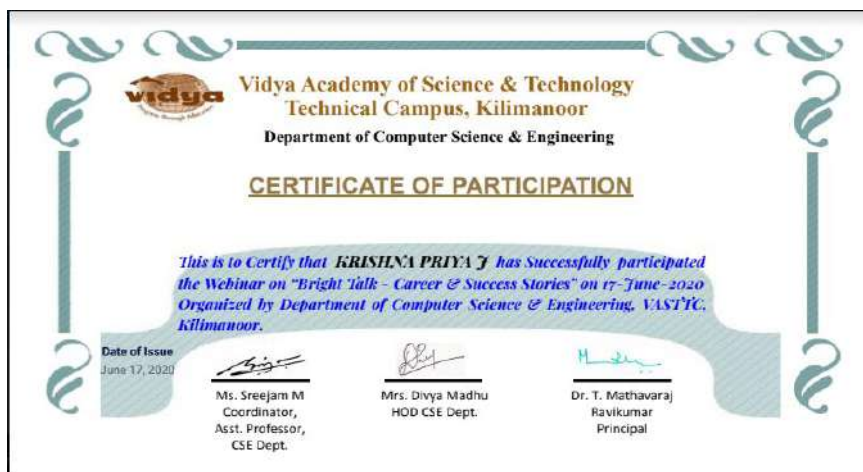 vidya
Vidya Academy of Science & Technology
Technical Campus, Kilimanoor
Department of Computer Science & Engineering
CERTIFICATE OF PARTICIPATION
This is to Certify that KRISHNA PRIYA J has Successfully participated
the Webinar on "Bright Talk - Career & Success Stories" on 17-June-2020
Organized by Department of Computer Science & Engineering, VASTTC,
Kilimanoor.
Date of Issue
June 17, 2020
Ms. Sreejam M
Coordinator,
Asst. Professor,
CSE Dept.
Mrs. Divya Madhu
HOD CSE Dept.
Dr. T. Mathavaraj
Ravikumar
Principal